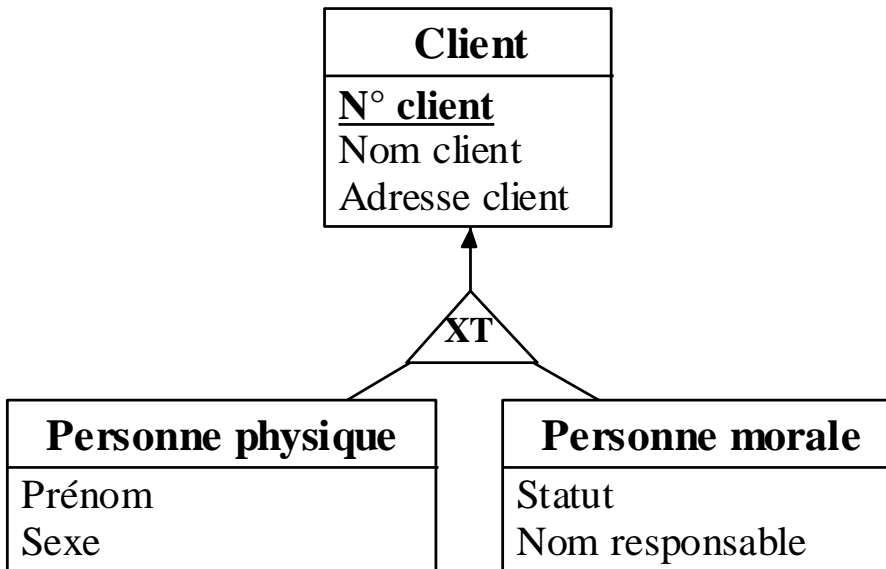 Client
N° client
Nom client
Adresse client
XT
Personne physique
Prénom
Sexe
Personne morale
Statut
Nom responsable